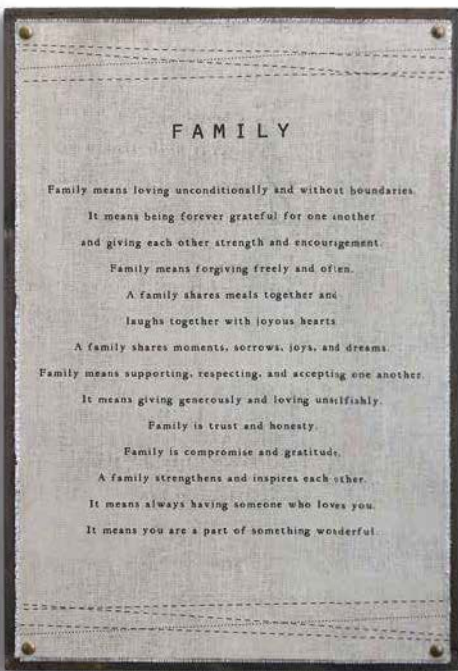 FAMILY
Family means loving unconditionally and without boundaries.
It means being forever grateful for one another
and giving each other strength and encouragement.
Family means forgiving freely and often.
A family shares meals together and
laughs together with joyous hearts.
A family shares moments, sorrows, joys, and dreams.
Family means supporting, respecting, and accepting one another.
It means giving generously and loving unselfishly.
Family is trust and honesty.
Family is compromise and gratitude.
A family strengthens and inspires each other.
It means always having someone who loves you.
It means you are a part of something wonderful.